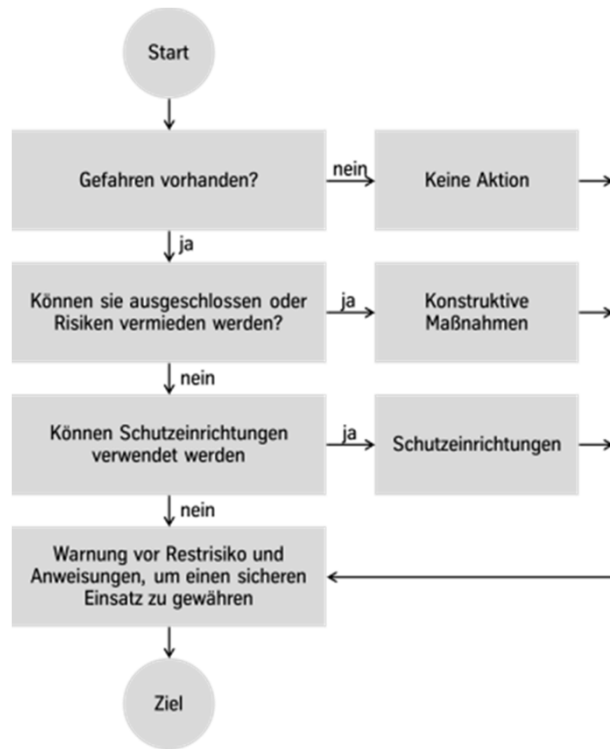 Start
Gefahren vorhanden?
nein
Keine Aktion
ja
Können sie ausgeschlossen oder
Risiken vermieden werden?
ja
Konstruktive
Maßnahmen
nein
Können Schutzeinrichtungen
verwendet werden
ja
Schutzeinrichtungen
nein
Warnung vor Restrisiko und
Anweisungen, um einen sicheren
Einsatz zu gewähren
Ziel